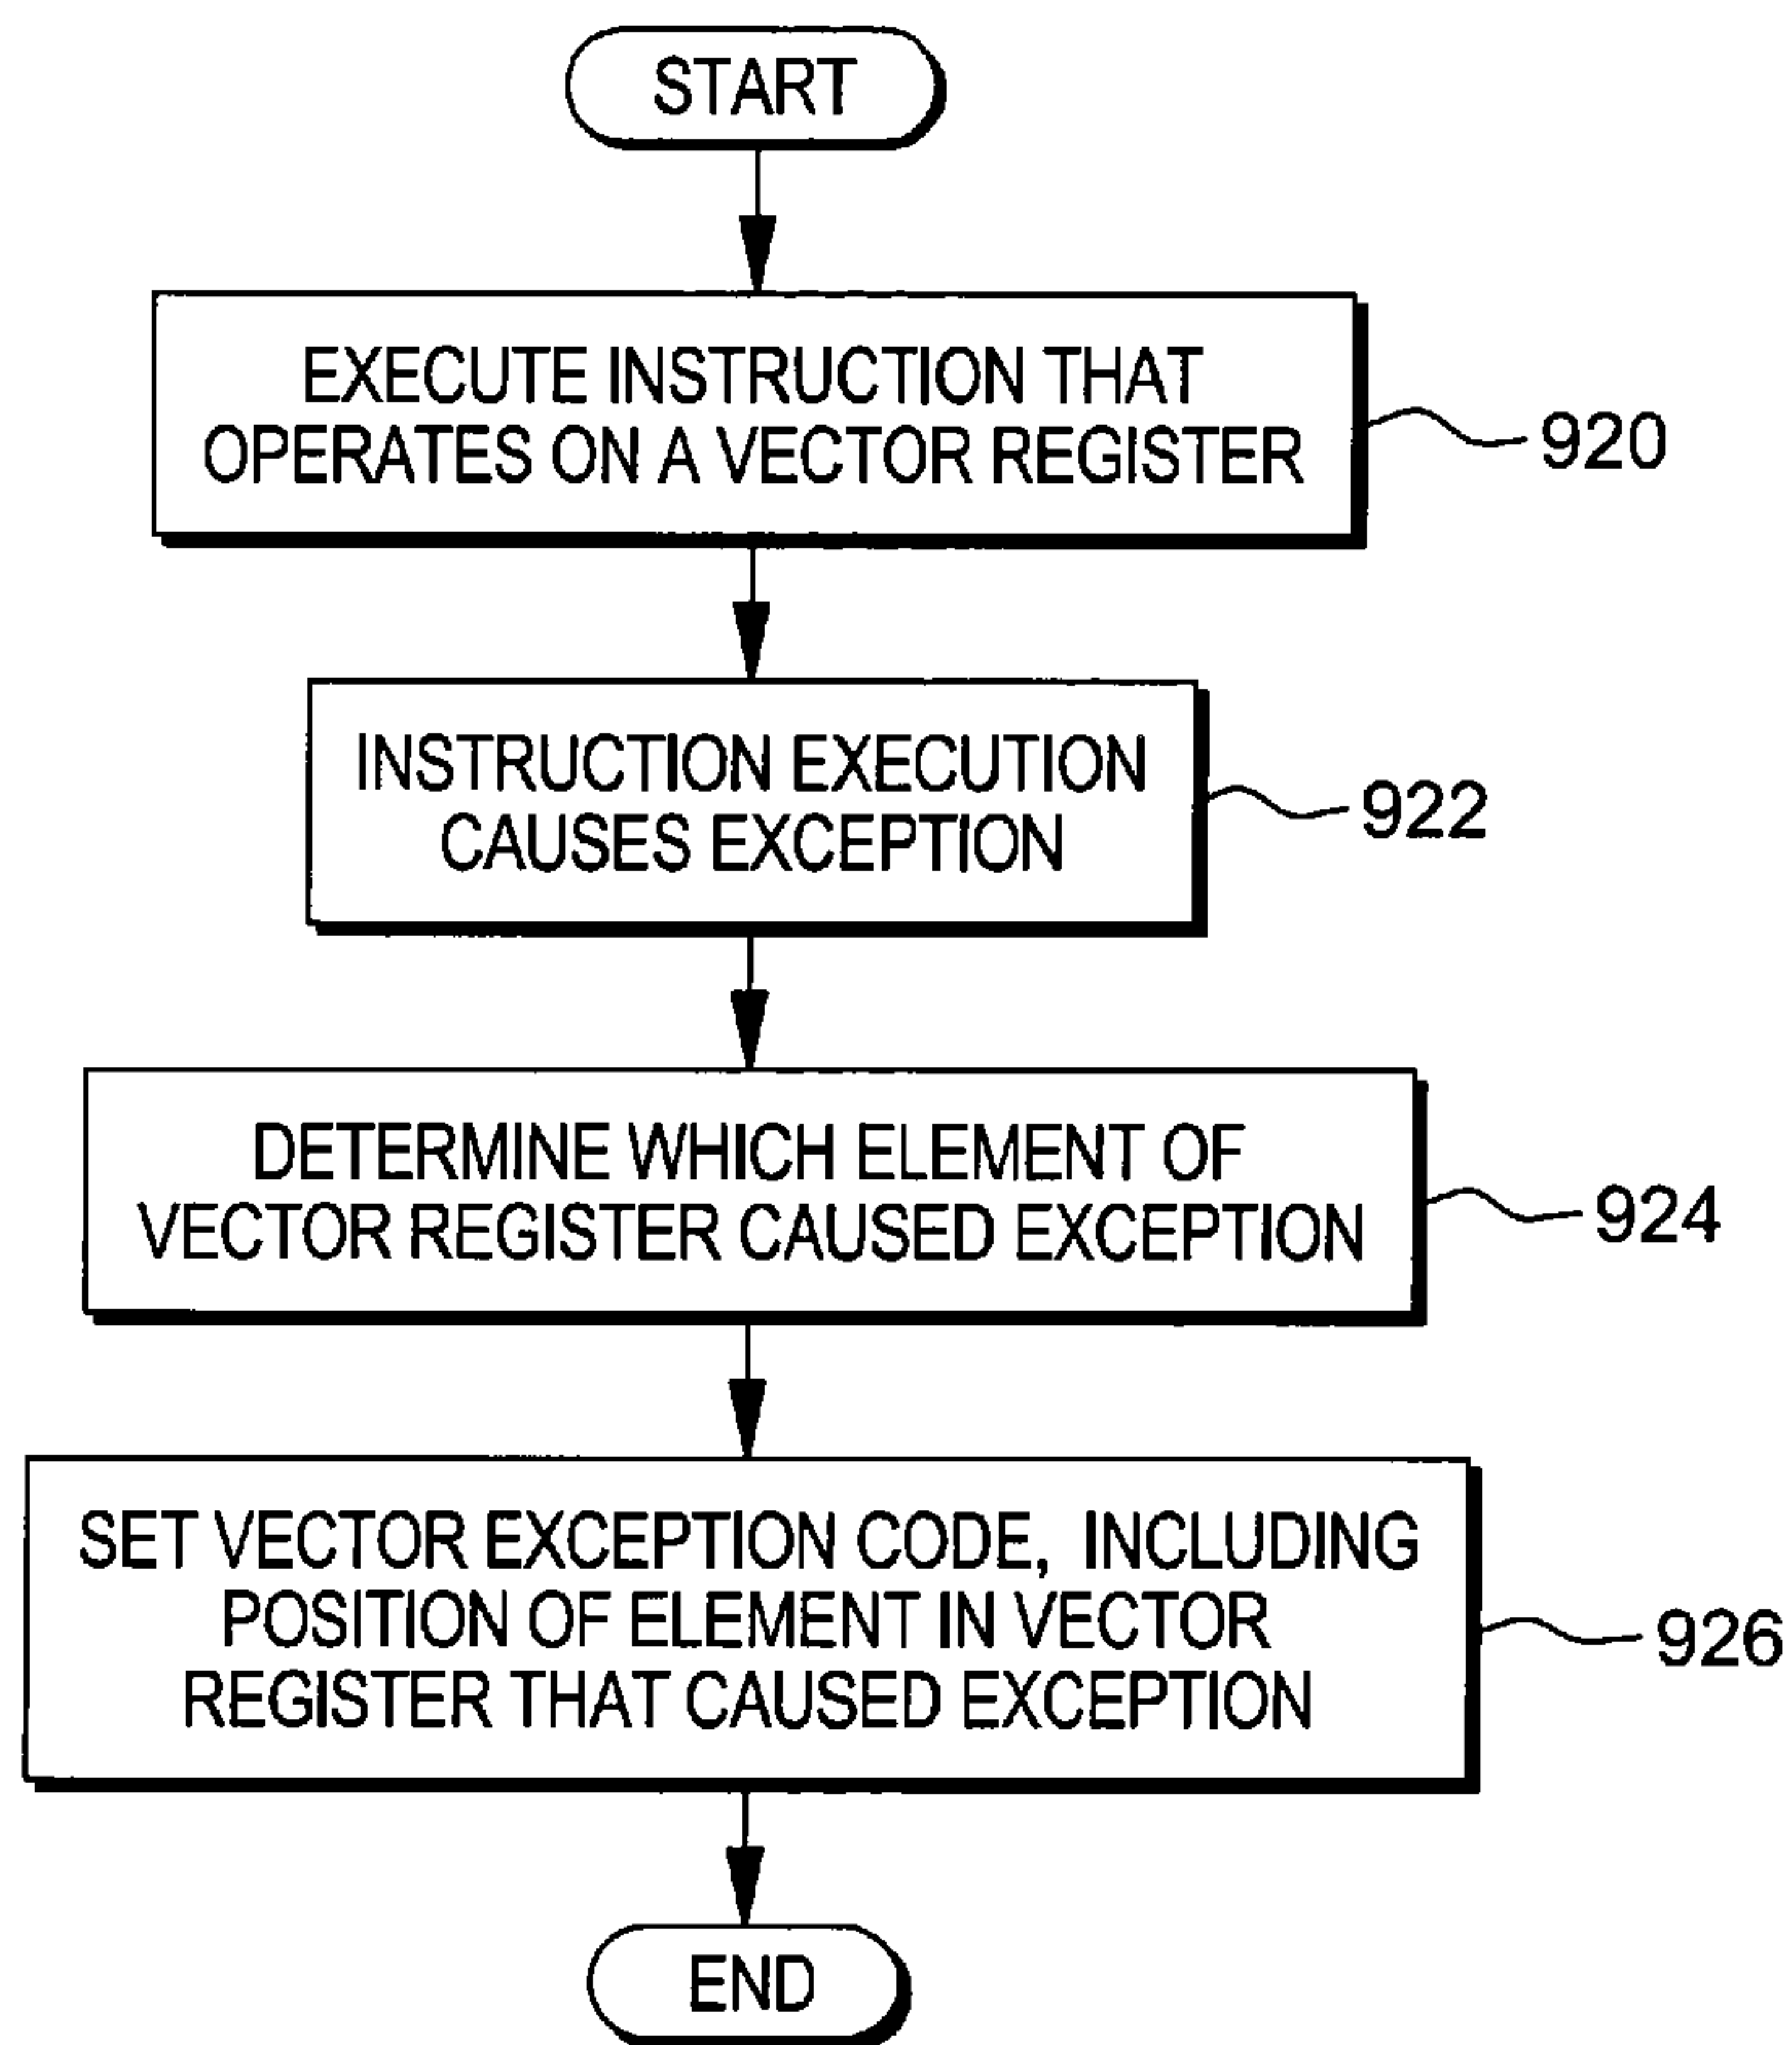 START
EXECUTE INSTRUCTION THAT
OPERATES ON A VECTOR REGISTER
920
INSTRUCTION EXECUTION
CAUSES EXCEPTION
922
DETERMINE WHICH ELEMENT OF
VECTOR REGISTER CAUSED EXCEPTION
924
SET VECTOR EXCEPTION CODE, INCLUDING
POSITION OF ELEMENT IN VECTOR
REGISTER THAT CAUSED EXCEPTION
926
END